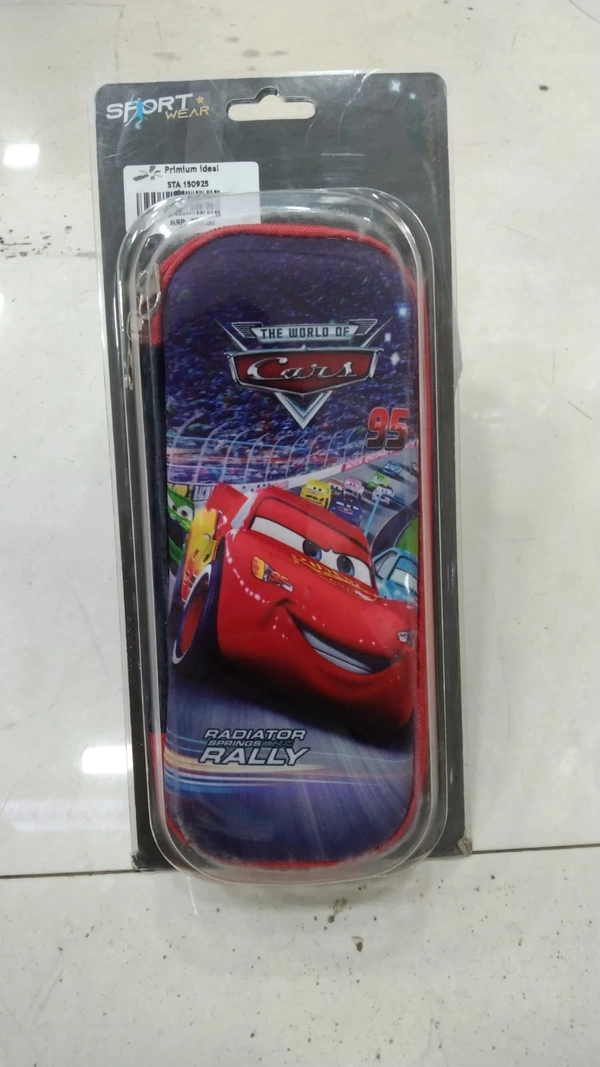 SPORT
WEAR
Primium ideal
STA 150925
THE WORLD OF
Cars
95
RADIATOR
SPRINGS
RALLY